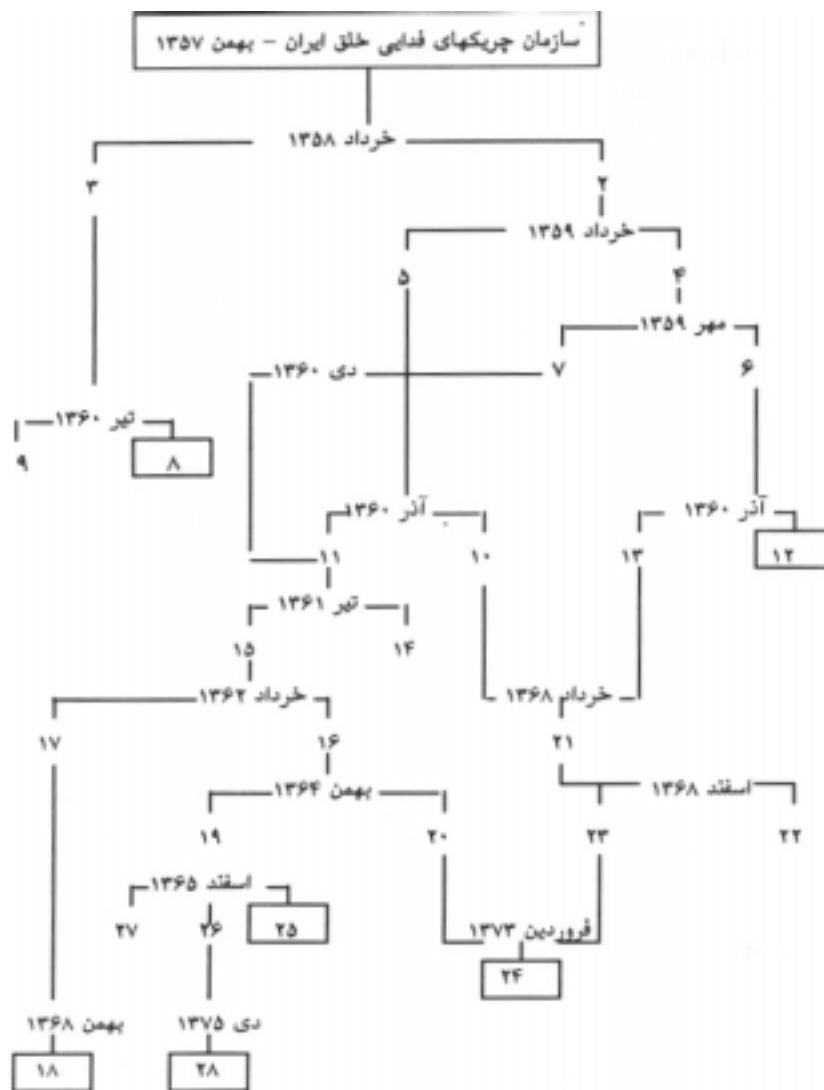 سازمان چریکهای فدایی خلق ایران - بهمن ۱۳۵۷
خرداد ۱۳۵۸
۳ ۲
خرداد ۱۳۵۹
۵ ۴
مهر ۱۳۵۹
دی ۱۳۶۰ ۷ ۶
تیر ۱۳۶۰
۹ ۸
آذر ۱۳۶۰ آذر ۱۳۶۰
۱۱ ۱۰ ۱۳ ۱۲
تیر ۱۳۶۱
۱۵ ۱۴
خرداد ۱۳۶۲ خرداد ۱۳۶۸
۱۷ ۱۶ ۲۱
بهمن ۱۳۶۴ اسفند ۱۳۶۸
۱۹ ۲۰ ۲۳ ۲۲
اسفند ۱۳۶۵
۲۷ ۲۶ ۲۵ فروردین ۱۳۷۳
۲۴
بهمن ۱۳۶۸ دی ۱۳۷۵
۱۸ ۲۸